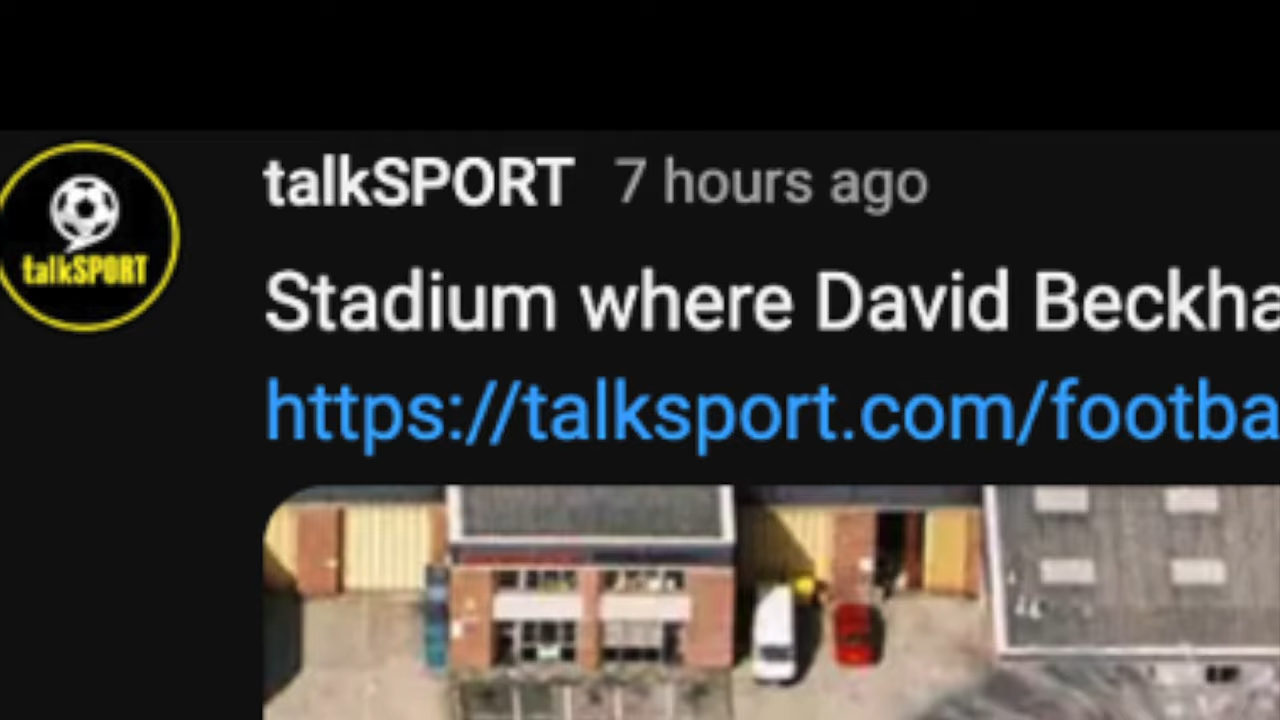 talkSPORT 7 hours ago
talkSPORT
Stadium where David Beckha
https://talksport.com/footba